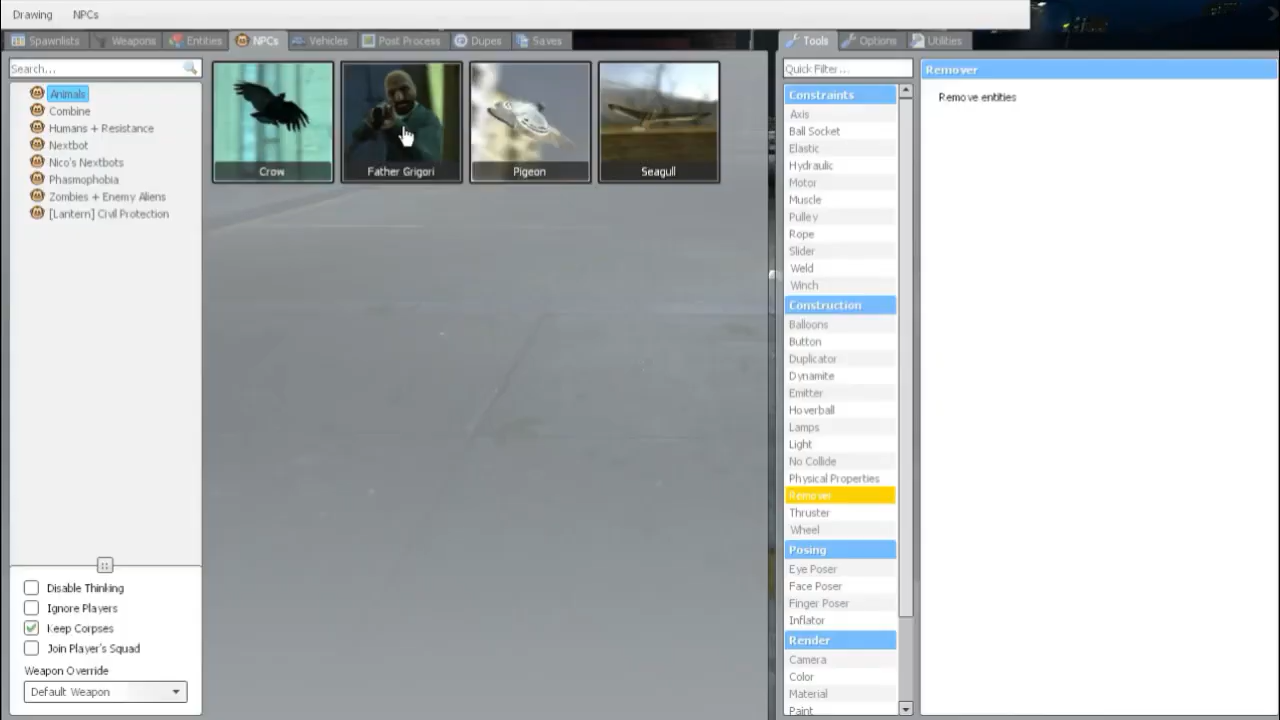 Drawing NPCs
Spawnlists Weapons Entities NPCs Vehicles Post Process Dupes Saves
Tools Options Utilities
Search...
Animals
Combine
Humans + Resistance
Nextbot
Nico's Nextbots
Phasmophobia
Zombies + Enemy Aliens
[Lantern] Civil Protection
Disable Thinking
Ignore Players
Keep Corpses
Join Player's Squad
Weapon Override
Default Weapon
Crow Father Grigori Pigeon Seagull
Quick Filter...
Constraints
Axis
Ball Socket
Elastic
Hydraulic
Motor
Muscle
Pulley
Rope
Slider
Weld
Winch
Construction
Balloons
Button
Duplicator
Dynamite
Emitter
Hoverball
Lamps
Light
No Collide
Physical Properties
Remover
Thruster
Wheel
Posing
Eye Poser
Face Poser
Finger Poser
Inflator
Render
Camera
Color
Material
Paint
Remover
Remove entities